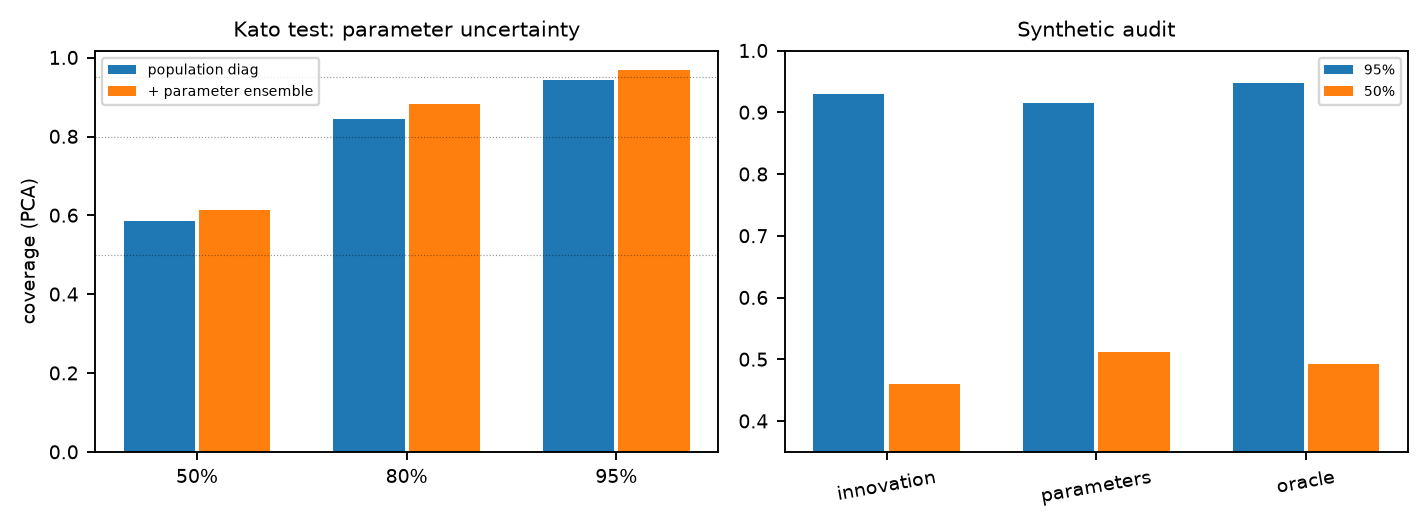 Kato test: parameter uncertainty
coverage (PCA)
1.0
0.8
0.6
0.4
0.2
0.0
population diag
+ parameter ensemble
50%
80%
95%
Synthetic audit
1.0
0.9
0.8
0.7
0.6
0.5
0.4
95%
50%
innovation
parameters
oracle